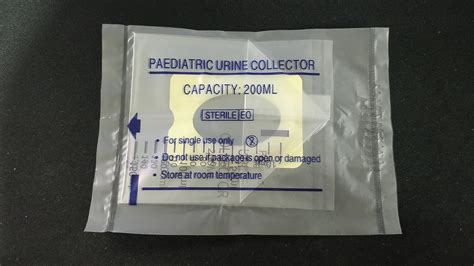 PAEDIATRIC URINE COLLECTOR
CAPACITY: 200ML
STERILE EO
• For single use only
• Do not use if package is open or damaged
• Store at room temperature